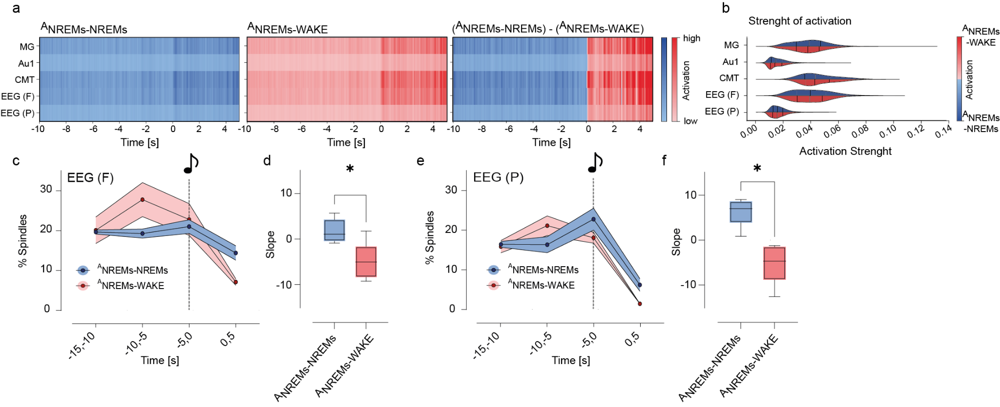 a
ANREMs-NREMs
ANREMs-WAKE
(ANREMs-NREMs) - (ANREMs-WAKE)
MG
Au1
CMT
EEG (F)
EEG (P)
-10 -8 -6 -4 -2 0 2 4
Time [s]
-10 -8 -6 -4 -2 0 2 4
Time [s]
-10 -8 -6 -4 -2 0 2 4
Time [s]
high
Activation
low
b
Strenght of activation
MG
Au1
CMT
EEG (F)
EEG (P)
0.00 0.02 0.04 0.06 0.08 0.10 0.12 0.14
Activation Strenght
ANREMs
-WAKE
Activation
ANREMs
-NREMs
c
EEG (F)
% Spindles
30
20
10
0
ANREMs-NREMs
ANREMs-WAKE
-15,-10 -10,-5 -5,0 0,5
Time [s]
d
*
Slope
10
0
-10
ANREMs-NREMs
ANREMs-WAKE
e
EEG (P)
% Spindles
30
20
10
0
ANREMs-NREMs
ANREMs-WAKE
-15,-10 -10,-5 -5,0 0,5
Time [s]
f
*
Slope
10
0
-10
ANREMs-NREMs
ANREMs-WAKE